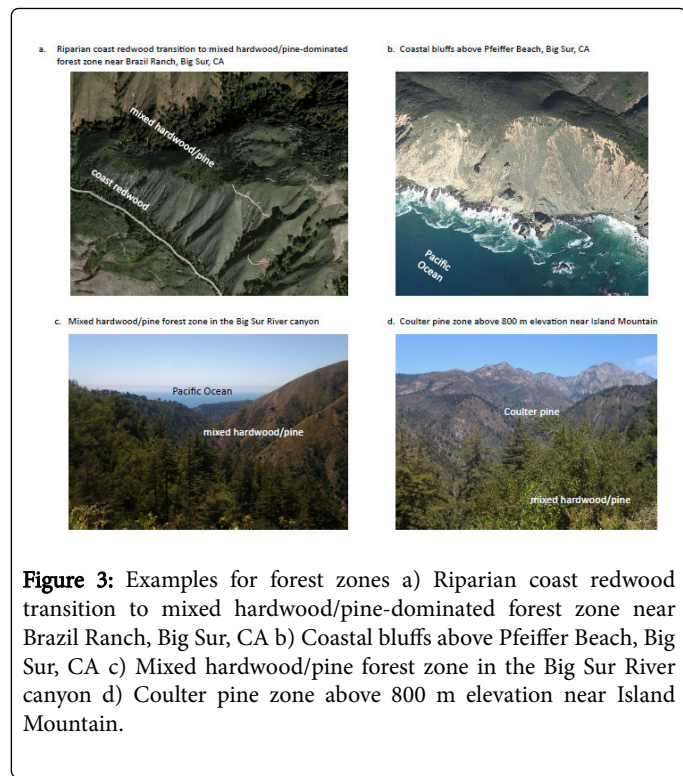 a. Riparian coast redwood transition to mixed hardwood/pine-dominated
forest zone near Brazil Ranch, Big Sur, CA
b. Coastal bluffs above Pfeiffer Beach, Big Sur, CA
mixed hardwood/pine
coast redwood
Pacific
Ocean
c. Mixed hardwood/pine forest zone in the Big Sur River canyon
d. Coulter pine zone above 800 m elevation near Island Mountain
Pacific Ocean
mixed hardwood/pine
Coulter pine
mixed hardwood/pine
Figure 3: Examples for forest zones a) Riparian coast redwood
transition to mixed hardwood/pine-dominated forest zone near
Brazil Ranch, Big Sur, CA b) Coastal bluffs above Pfeiffer Beach, Big
Sur, CA c) Mixed hardwood/pine forest zone in the Big Sur River
canyon d) Coulter pine zone above 800 m elevation near Island
Mountain.